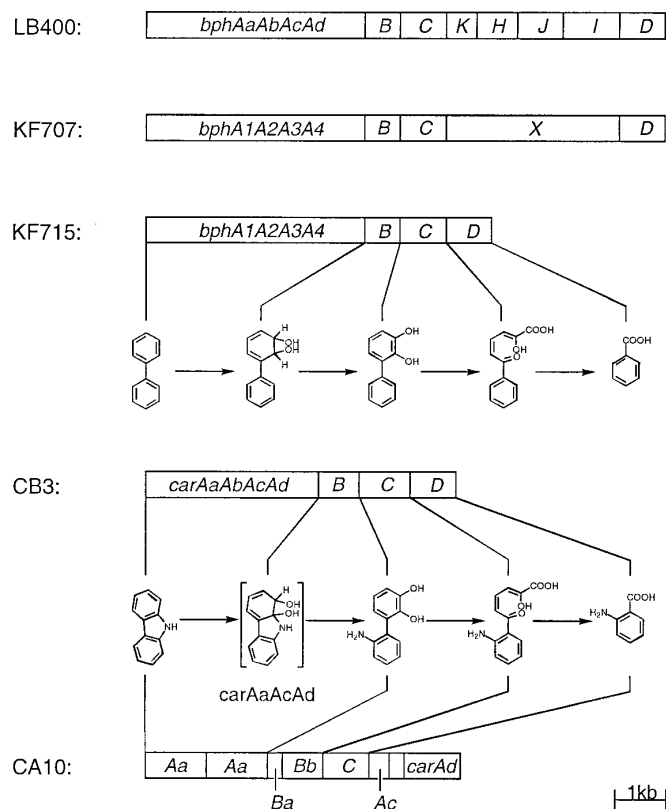 LB400: bphAaAbAcAd B C K H J I D
KF707: bphA1A2A3A4 B C X D
KF715: bphA1A2A3A4 B C D
H OH OH H
OH OH
COOH OH O
COOH
CB3: carAaAbAcAd B C D
NH
H OH OH NH
OH OH H₂N
COOH OH O H₂N
COOH H₂N
carAaAcAd
CA10: Aa Aa Bb C carAd
Ba Ac
1kb